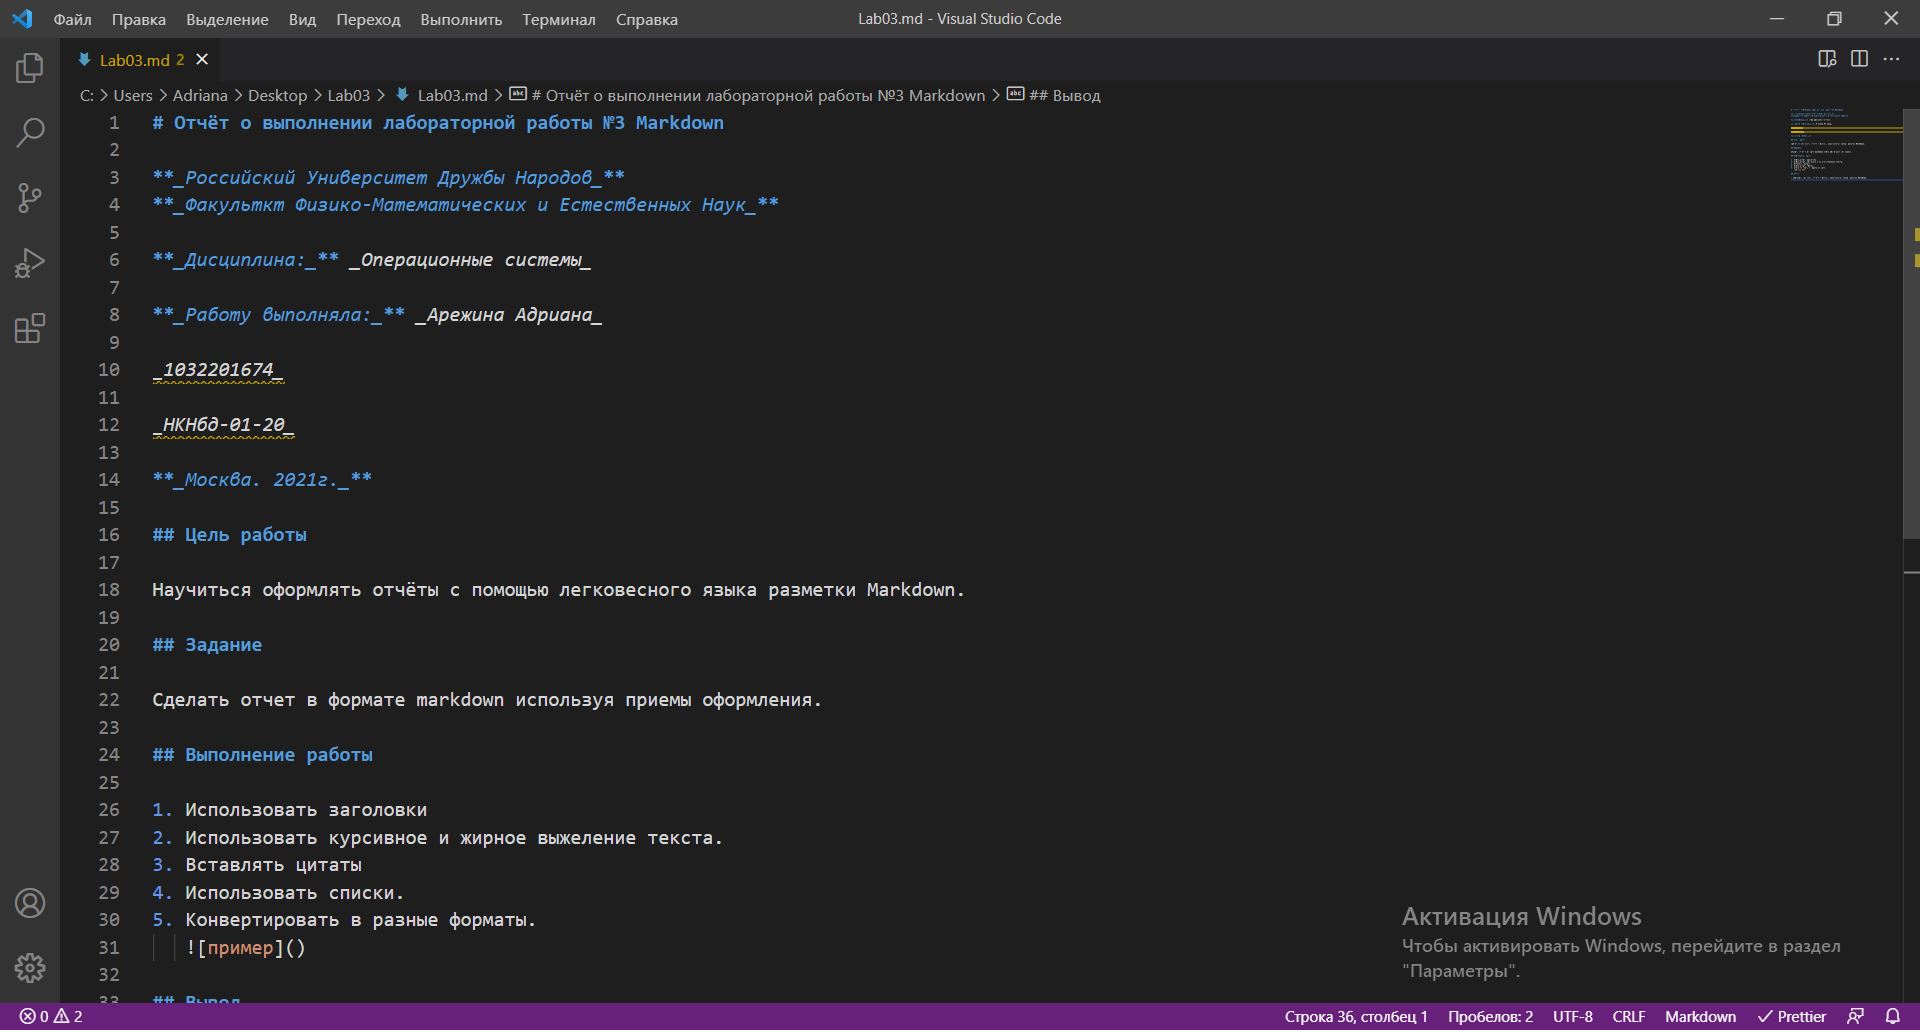 Файл Правка Выделение Вид Переход Выполнить Терминал Справка
Lab03.md - Visual Studio Code
Lab03.md 2
C: > Users > Adriana > Desktop > Lab03 > Lab03.md > # Отчёт о выполнении лабораторной работы №3 Markdown > ## Вывод
1 # Отчёт о выполнении лабораторной работы №3 Markdown
2
3 **_Российский Университет Дружбы Народов_**
4 **_Факульткт Физико-Математических и Естественных Наук_**
5
6 **_Дисциплина:_** _Операционные системы_
7
8 **_Работу выполняла:_** _Арежина Адриана_
9
10 _1032201674_
11
12 _НКНбд-01-20_
13
14 **_Москва. 2021г._**
15
16 ## Цель работы
17
18 Научиться оформлять отчёты с помощью легковесного языка разметки Markdown.
19
20 ## Задание
21
22 Сделать отчет в формате markdown используя приемы оформления.
23
24 ## Выполнение работы
25
26 1. Использовать заголовки
27 2. Использовать курсивное и жирное выжеление текста.
28 3. Вставлять цитаты
29 4. Использовать списки.
30 5. Конвертировать в разные форматы.
31 ![пример]()
32
33 ## Вывод
Активация Windows
Чтобы активировать Windows, перейдите в раздел
"Параметры".
0 2
Строка 36, столбец 1 Пробелов: 2 UTF-8 CRLF Markdown Prettier